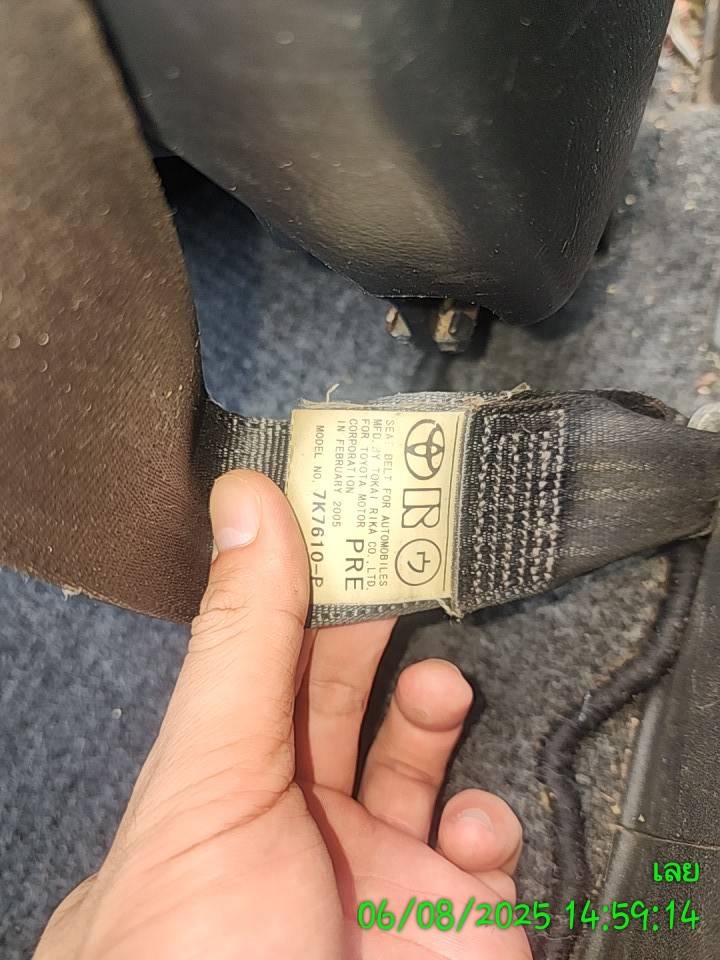 SEAT BELT FOR AUTOMOBILES
MFD. BY TOKAI RIKA CO.,LTD.
FOR TOYOTA MOTOR
CORPORATION
IN FEBRUARY 2005
PRE
MODEL NO. 7K7610-P
R
ウ
เลย
06/08/2025 14:59:14